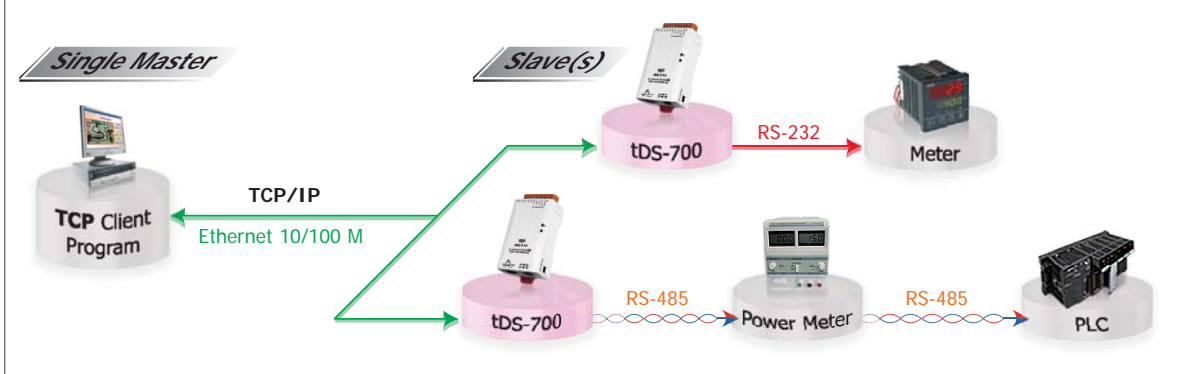 Single Master
Slave(s)
tDS-700
RS-232
Meter
TCP Client
Program
TCP/IP
Ethernet 10/100 M
tDS-700
RS-485
Power Meter
RS-485
PLC